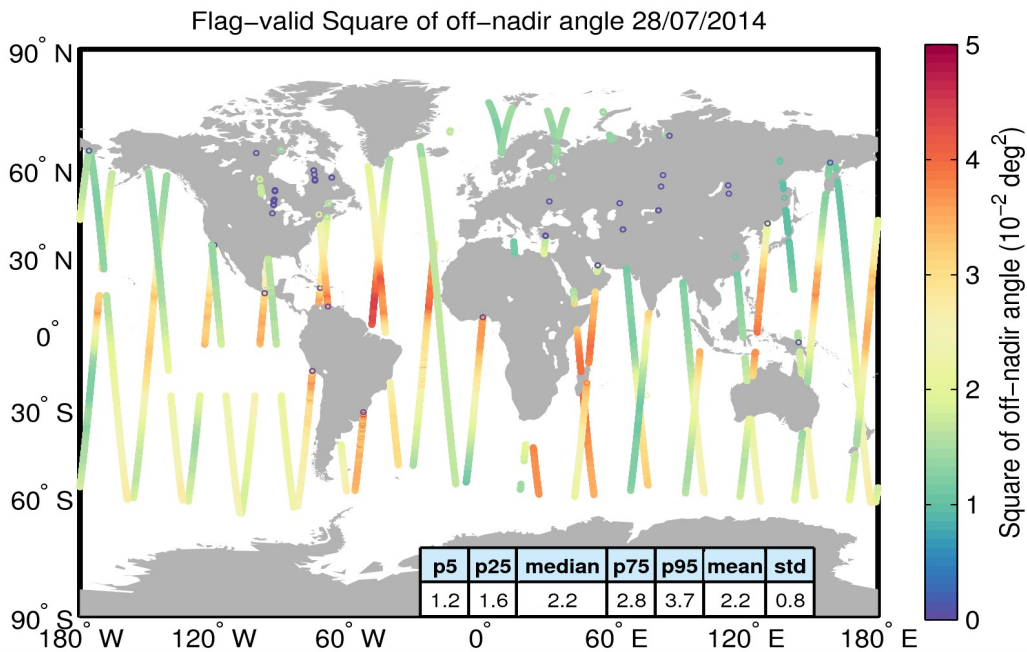 Flag−valid Square of off−nadir angle 28/07/2014
90° N
60° N
30° N
0°
30° S
60° S
90° S
180° W
120° W
60° W
0°
60° E
120° E
180° E
p5 p25 median p75 p95 mean std
1.2 1.6 2.2 2.8 3.7 2.2 0.8
5
4
3
2
1
0
Square of off−nadir angle (10⁻² deg²)